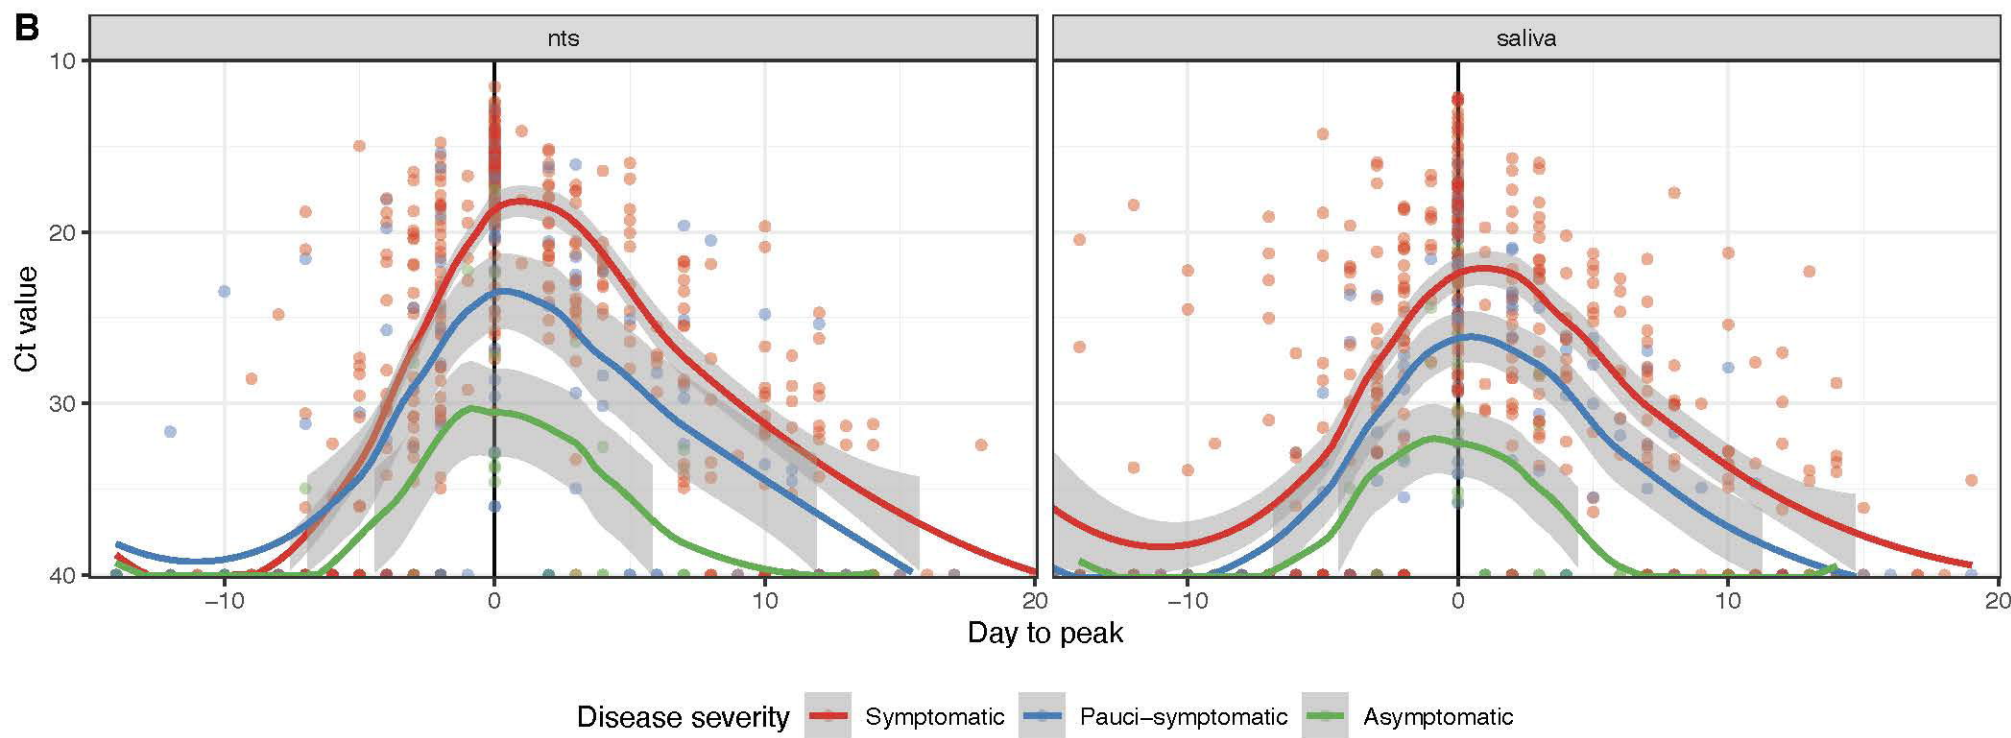 B
nts
saliva
10
20
30
40
Ct value
−10
0
10
20
−10
0
10
20
Day to peak
Disease severity
Symptomatic
Pauci−symptomatic
Asymptomatic